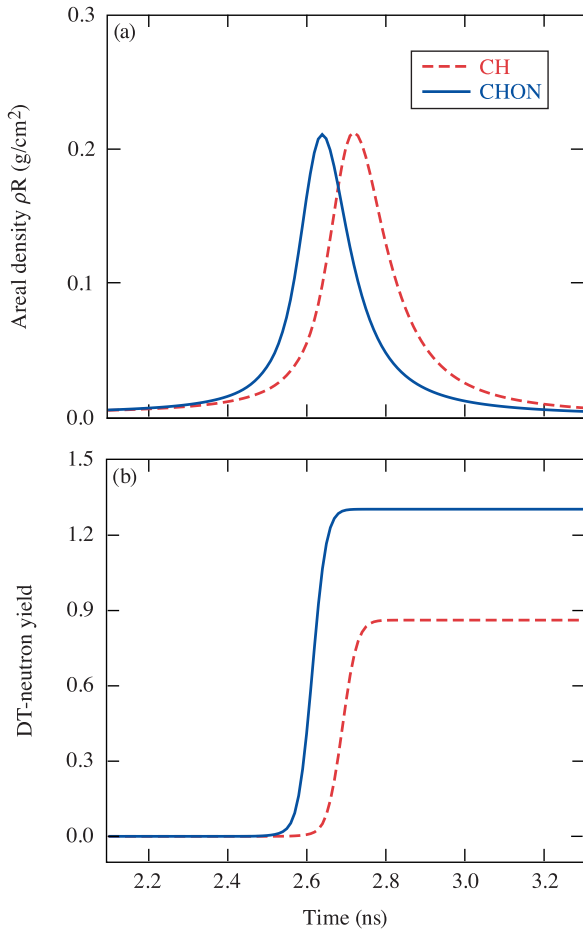 0.3
(a)
CH
CHON
0.2
Areal density ρR (g/cm²)
0.1
0.0
1.5
(b)
1.2
0.9
DT-neutron yield
0.6
0.3
0.0
2.2 2.4 2.6 2.8 3.0 3.2
Time (ns)